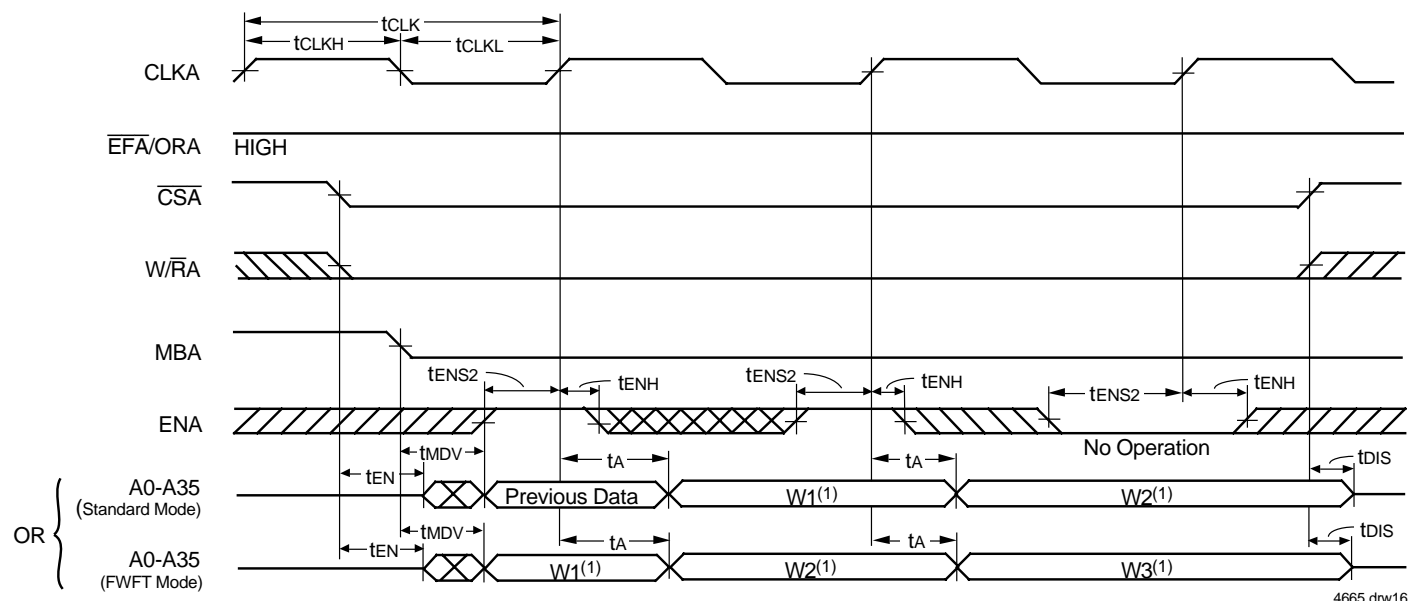 tCLK
tCLKH
tCLKL
CLKA
EFA/ORA
HIGH
CSA
W/RA
MBA
tENS2
tENH
tENS2
tENH
tENS2
tENH
ENA
No Operation
tMDV
tEN
tA
tA
tDIS
A0-A35
(Standard Mode)
Previous Data
W1(1)
W2(1)
OR
tMDV
tEN
tA
tA
tDIS
A0-A35
(FWFT Mode)
W1(1)
W2(1)
W3(1)
4665 drw16